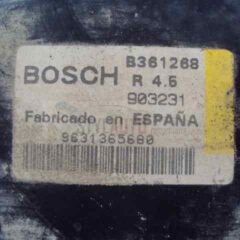 BOSCH
B361268
R 4.5
903231
Fabricado en ESPAÑA
9631365680